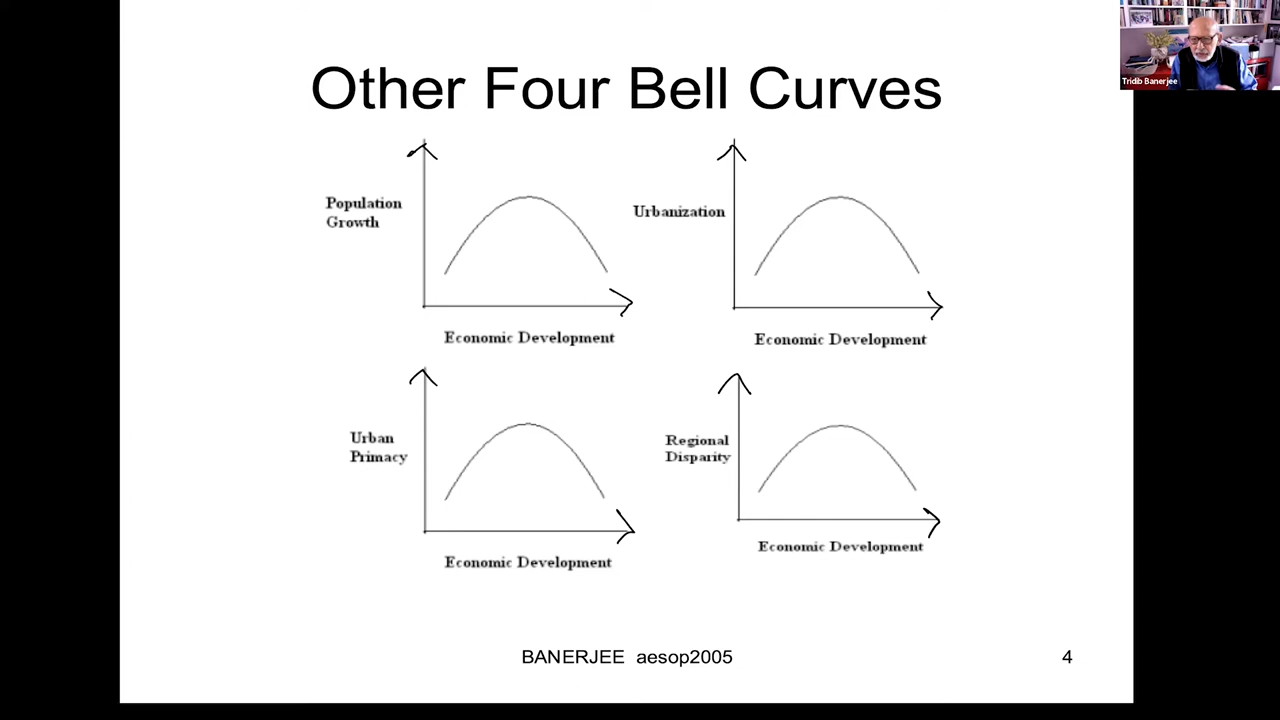 Tridib Banerjee
Other Four Bell Curves
Population
Growth
Economic Development
Urbanization
Economic Development
Urban
Primacy
Economic Development
Regional
Disparity
Economic Development
BANERJEE aesop2005
4